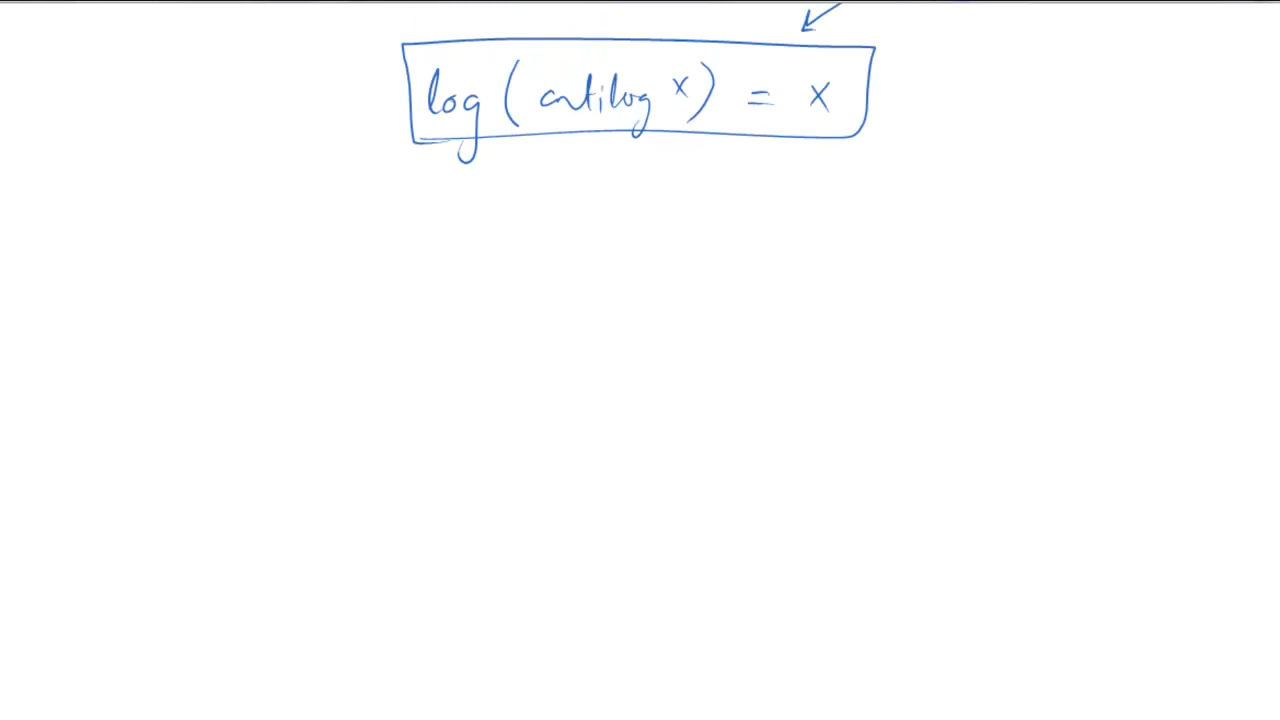 log ( antilog x ) = x